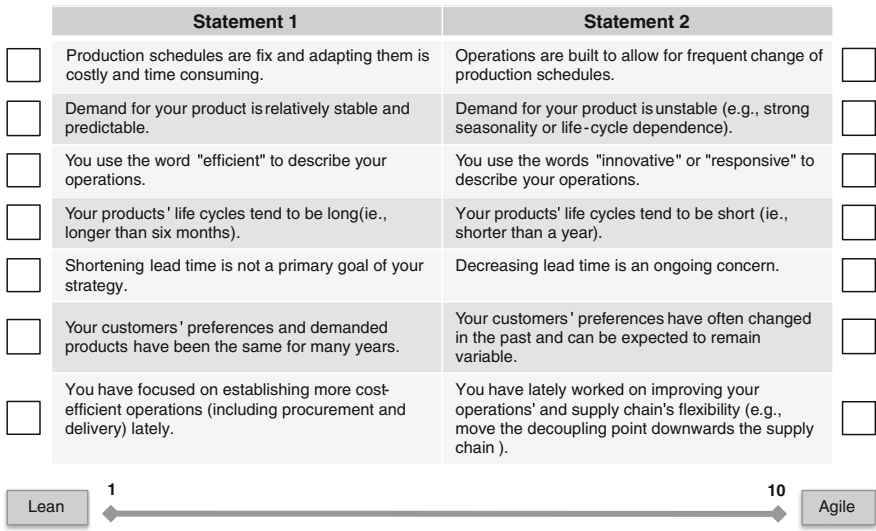 Statement 1
Statement 2
Production schedules are fix and adapting them is
costly and time consuming.
Operations are built to allow for frequent change of
production schedules.
Demand for your product is relatively stable and
predictable.
Demand for your product is unstable (e.g., strong
seasonality or life-cycle dependence).
You use the word "efficient" to describe your
operations.
You use the words "innovative" or "responsive" to
describe your operations.
Your products' life cycles tend to be long(ie.,
longer than six months).
Your products' life cycles tend to be short (ie.,
shorter than a year).
Shortening lead time is not a primary goal of your
strategy.
Decreasing lead time is an ongoing concern.
Your customers' preferences and demanded
products have been the same for many years.
Your customers' preferences have often changed
in the past and can be expected to remain
variable.
You have focused on establishing more cost-
efficient operations (including procurement and
delivery) lately.
You have lately worked on improving your
operations' and supply chain's flexibility (e.g.,
move the decoupling point downwards the supply
chain ).
1
10
Lean
Agile